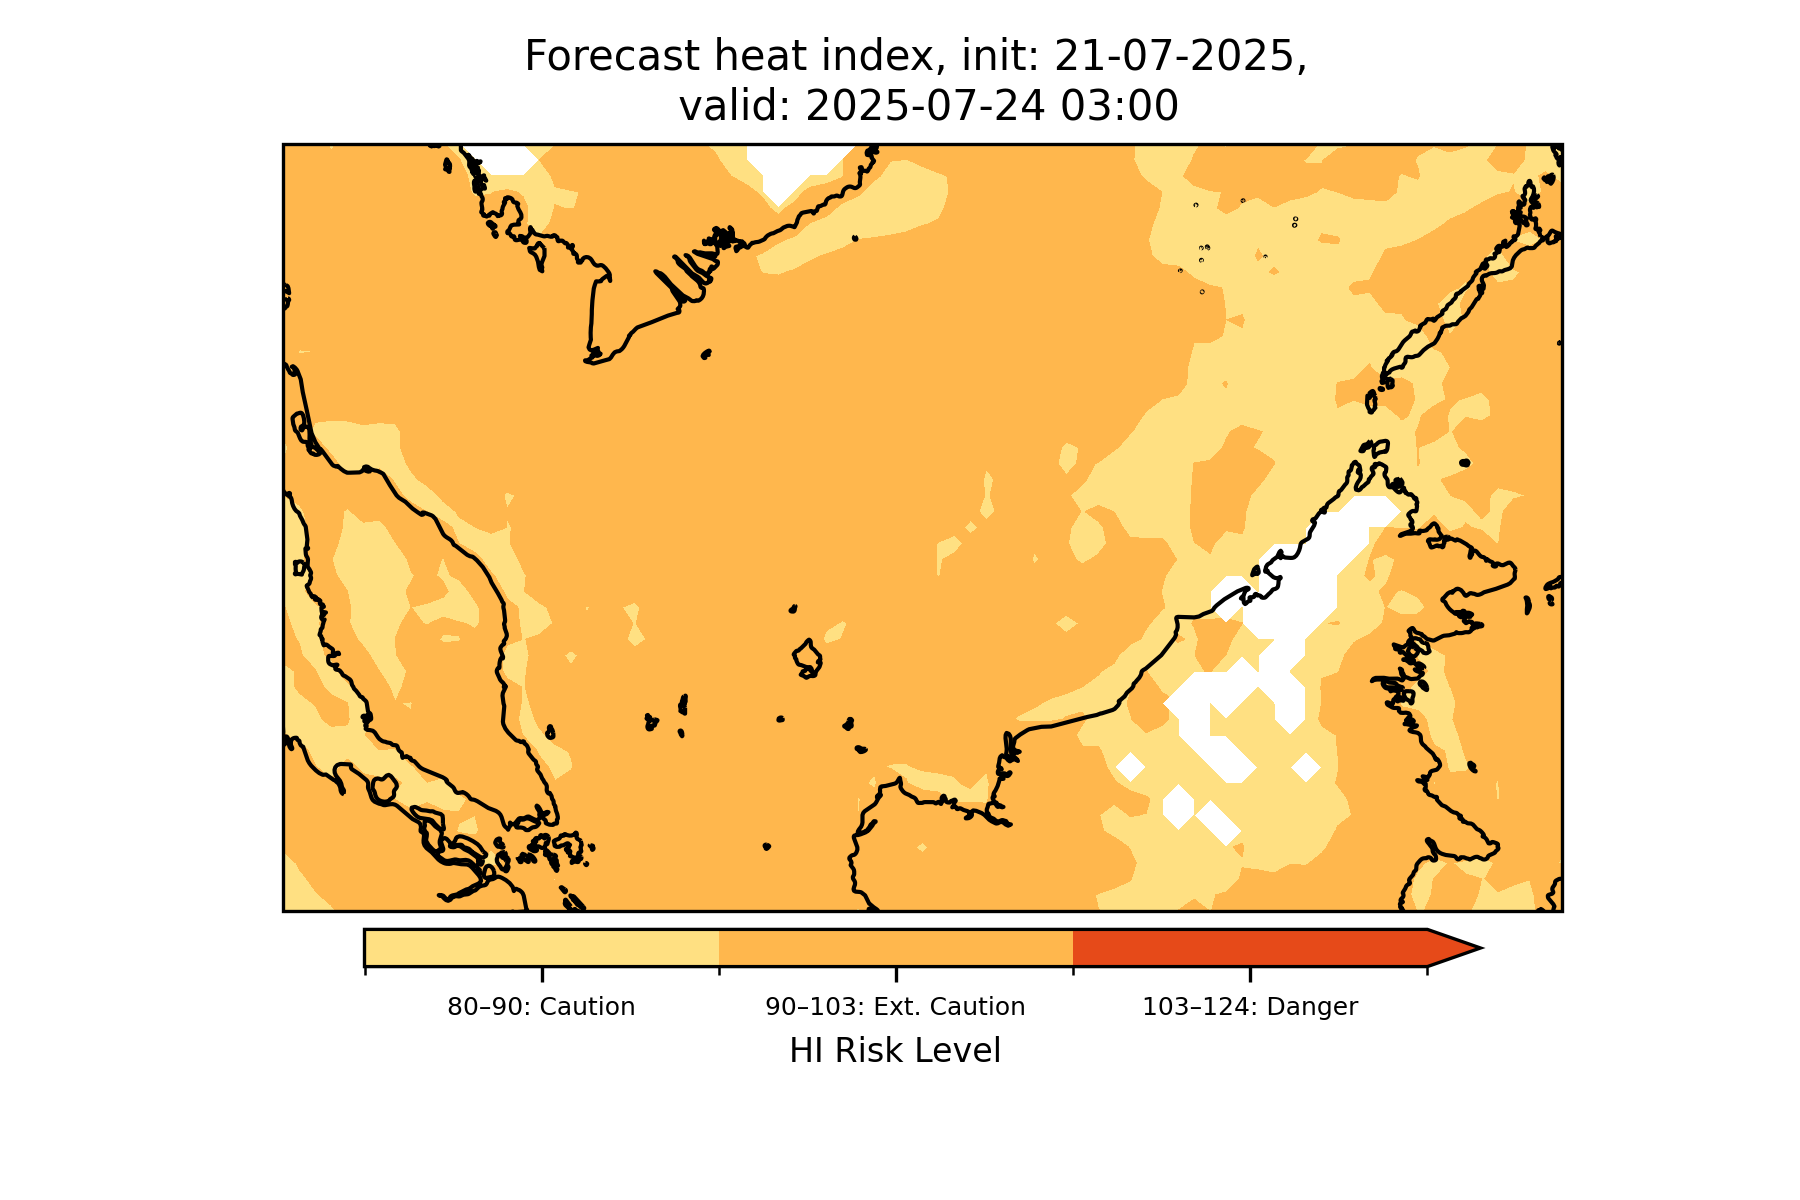 Forecast heat index, init: 21-07-2025,
valid: 2025-07-24 03:00
80–90: Caution
90–103: Ext. Caution
103–124: Danger
HI Risk Level